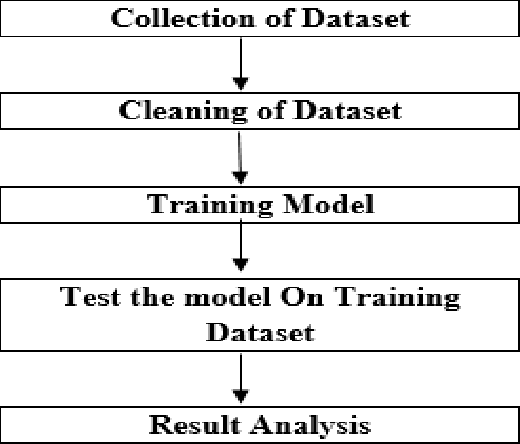 Collection of Dataset
Cleaning of Dataset
Training Model
Test the model On Training
Dataset
Result Analysis